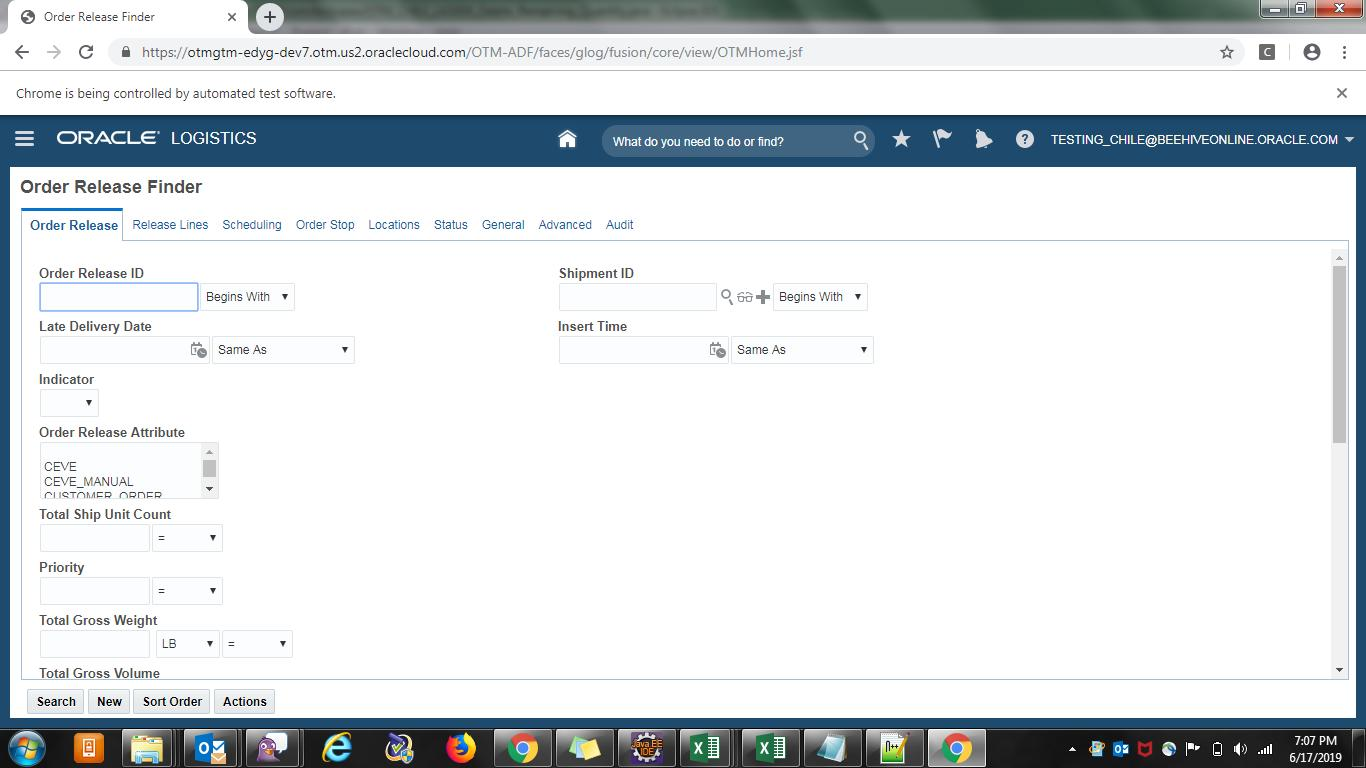 Order Release Finder
https://otmgtm-edyg-dev7.otm.us2.oraclecloud.com/OTM-ADF/faces/glog/fusion/core/view/OTMHome.jsf
C
Chrome is being controlled by automated test software.
ORACLE LOGISTICS
What do you need to do or find?
TESTING_CHILE@BEEHIVEONLINE.ORACLE.COM
Order Release Finder
Order Release Release Lines Scheduling Order Stop Locations Status General Advanced Audit
Order Release ID Shipment ID
Begins With Begins With
Late Delivery Date Insert Time
Same As Same As
Indicator
Order Release Attribute
CEVE
CEVE_MANUAL
CUSTOMER_ORDER
Total Ship Unit Count
=
Priority
=
Total Gross Weight
LB =
Total Gross Volume
Search New Sort Order Actions
Java EE
IDE
7:07 PM
6/17/2019